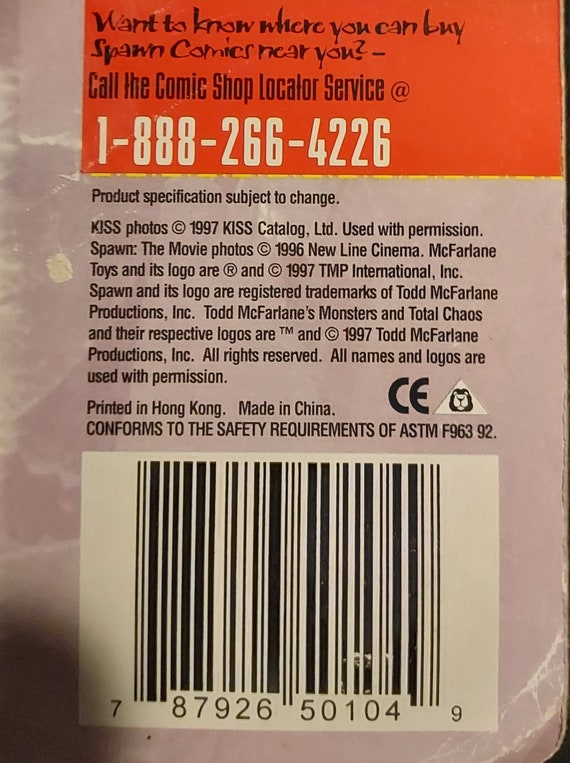 Want to know where you can buy
Spawn Comics near you? –
Call the Comic Shop Locator Service @
1-888-266-4226
Product specification subject to change.
KISS photos © 1997 KISS Catalog, Ltd. Used with permission.
Spawn: The Movie photos © 1996 New Line Cinema. McFarlane
Toys and its logo are ® and © 1997 TMP International, Inc.
Spawn and its logo are registered trademarks of Todd McFarlane
Productions, Inc. Todd McFarlane's Monsters and Total Chaos
and their respective logos are ™ and © 1997 Todd McFarlane
Productions, Inc. All rights reserved. All names and logos are
used with permission.
Printed in Hong Kong. Made in China.
CE
CONFORMS TO THE SAFETY REQUIREMENTS OF ASTM F963 92.
7 87926 50104 9